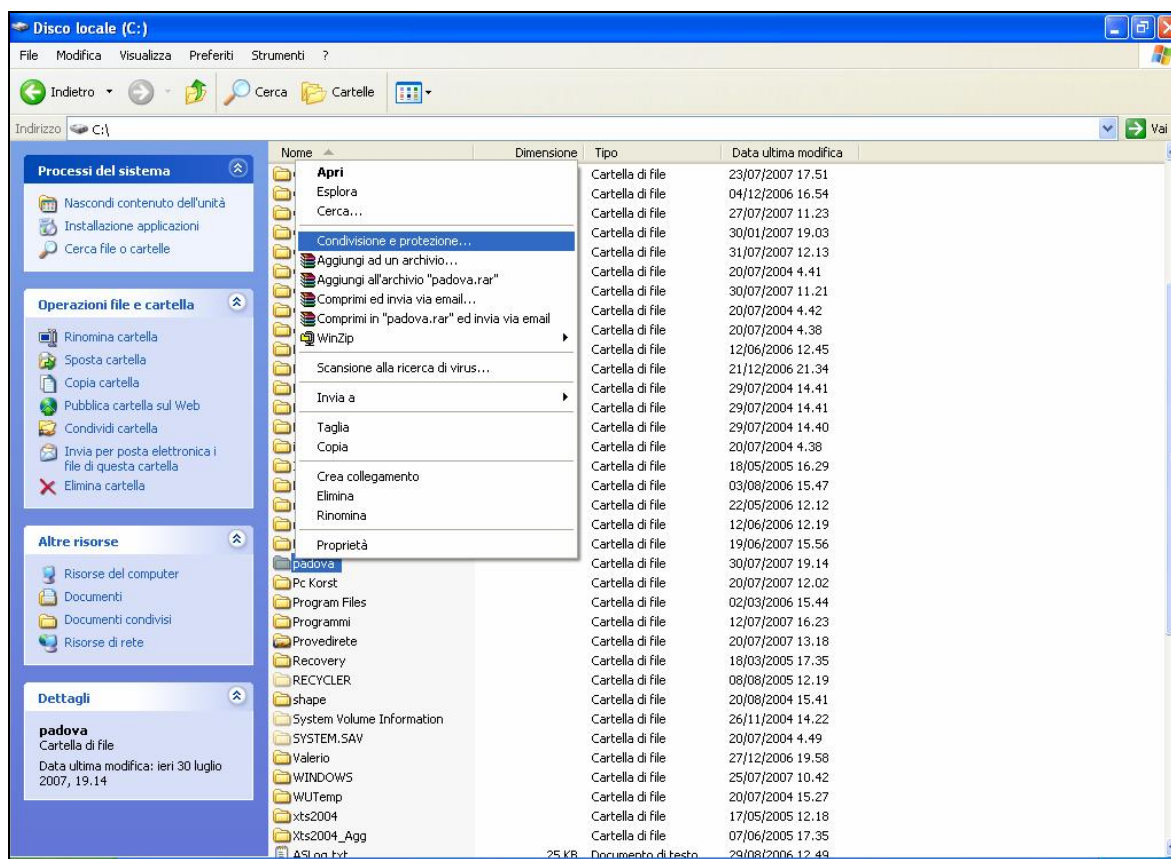 Disco locale (C:)
File Modifica Visualizza Preferiti Strumenti ?
Indietro Cerca Cartelle
Indirizzo C:\ Vai
Processi del sistema
Nascondi contenuto dell'unità
Installazione applicazioni
Cerca file o cartelle
Operazioni file e cartella
Rinomina cartella
Sposta cartella
Copia cartella
Pubblica cartella sul Web
Condividi cartella
Invia per posta elettronica i
file di questa cartella
Elimina cartella
Altre risorse
Risorse del computer
Documenti
Documenti condivisi
Risorse di rete
Dettagli
padova
Cartella di file
Data ultima modifica: ieri 30 luglio
2007, 19.14
Nome Dimensione Tipo Data ultima modifica
Apri
Esplora
Cerca...
Condivisione e protezione...
Aggiungi ad un archivio...
Aggiungi all'archivio "padova.rar"
Comprimi ed invia via email...
Comprimi in "padova.rar" ed invia via email
WinZip
Scansione alla ricerca di virus...
Invia a
Taglia
Copia
Crea collegamento
Elimina
Rinomina
Proprietà
Cartella di file 23/07/2007 17.51
Cartella di file 04/12/2006 16.54
Cartella di file 27/07/2007 11.23
Cartella di file 30/01/2007 19.03
Cartella di file 31/07/2007 12.13
Cartella di file 20/07/2004 4.41
Cartella di file 30/07/2007 11.21
Cartella di file 20/07/2004 4.42
Cartella di file 20/07/2004 4.38
Cartella di file 12/06/2006 12.45
Cartella di file 21/12/2006 21.34
Cartella di file 29/07/2004 14.41
Cartella di file 29/07/2004 14.41
Cartella di file 29/07/2004 14.40
Cartella di file 20/07/2004 4.38
Cartella di file 18/05/2005 16.29
Cartella di file 03/08/2006 15.47
Cartella di file 22/05/2006 12.12
Cartella di file 12/06/2006 12.19
Cartella di file 19/06/2007 15.56
padova Cartella di file 30/07/2007 19.14
Pc Korst Cartella di file 20/07/2007 12.02
Program Files Cartella di file 02/03/2006 15.44
Programmi Cartella di file 12/07/2007 16.23
Provedirete Cartella di file 20/07/2007 13.18
Recovery Cartella di file 18/03/2005 17.35
RECYCLER Cartella di file 08/08/2005 12.19
shape Cartella di file 20/08/2004 15.41
System Volume Information Cartella di file 26/11/2004 14.22
SYSTEM.SAV Cartella di file 20/07/2004 4.49
Valerio Cartella di file 27/12/2006 19.58
WINDOWS Cartella di file 25/07/2007 10.42
WUTemp Cartella di file 20/07/2004 15.27
xts2004 Cartella di file 17/05/2005 12.18
Xts2004_Agg Cartella di file 07/06/2005 17.35
ASLog.txt 25 KB Documento di testo 29/08/2006 12.49